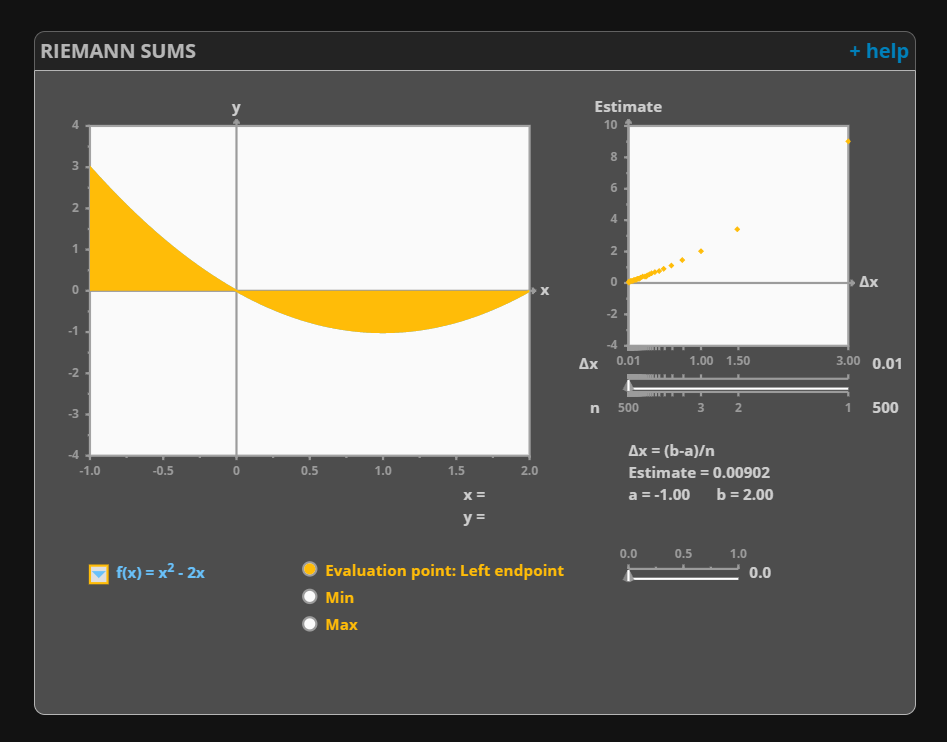 RIEMANN SUMS
+ help
y
4
3
2
1
0
-1
-2
-3
-4
-1.0 -0.5 0 0.5 1.0 1.5 2.0
x
x =
y =
Estimate
10
8
6
4
2
0
-2
-4
Δx
Δx 0.01 1.00 1.50 3.00 0.01
n 500 3 2 1 500
Δx = (b-a)/n
Estimate = 0.00902
a = -1.00 b = 2.00
f(x) = x² - 2x
Evaluation point: Left endpoint
Min
Max
0.0 0.5 1.0
0.0